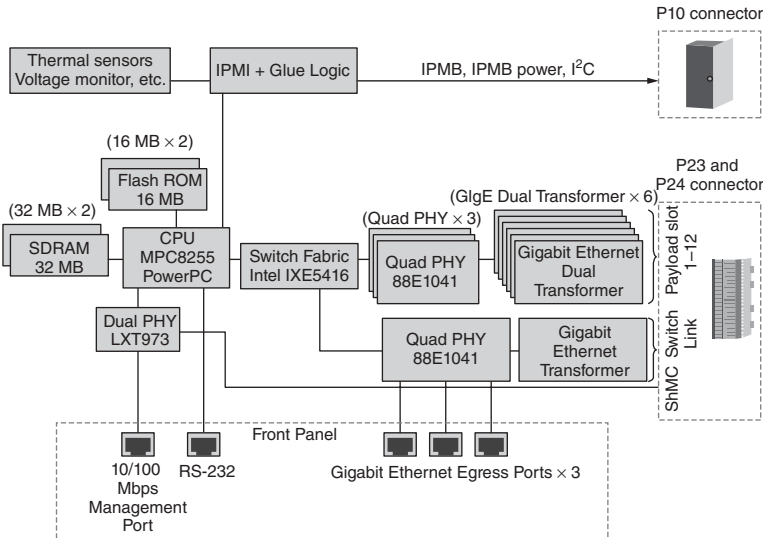 P10 connector
Thermal sensors
Voltage monitor, etc.
IPMI + Glue Logic
IPMB, IPMB power, I²C
(16 MB × 2)
Flash ROM
16 MB
(32 MB × 2)
SDRAM
32 MB
CPU
MPC8255
PowerPC
Switch Fabric
Intel IXE5416
(Quad PHY × 3)
Quad PHY
88E1041
(GIgE Dual Transformer × 6)
Gigabit Ethernet
Dual
Transformer
P23 and
P24 connector
Payload slot
1–12
Dual PHY
LXT973
Quad PHY
88E1041
Gigabit
Ethernet
Transformer
Switch
Link
ShMC
Front Panel
10/100
Mbps
Management
Port
RS-232
Gigabit Ethernet Egress Ports × 3